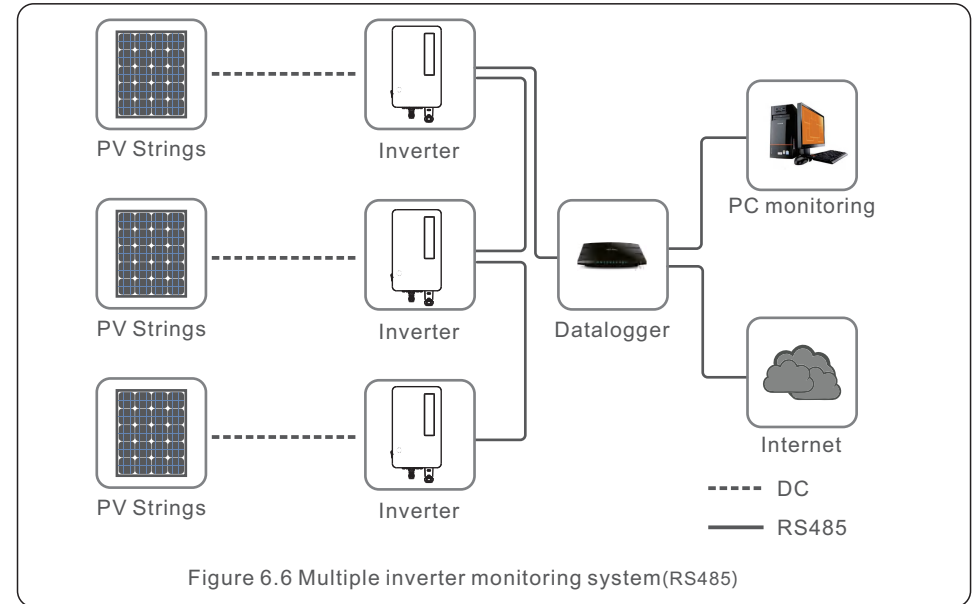 PV Strings
Inverter
PC monitoring
PV Strings
Inverter
Datalogger
PV Strings
Inverter
Internet
DC
RS485
Figure 6.6 Multiple inverter monitoring system(RS485)